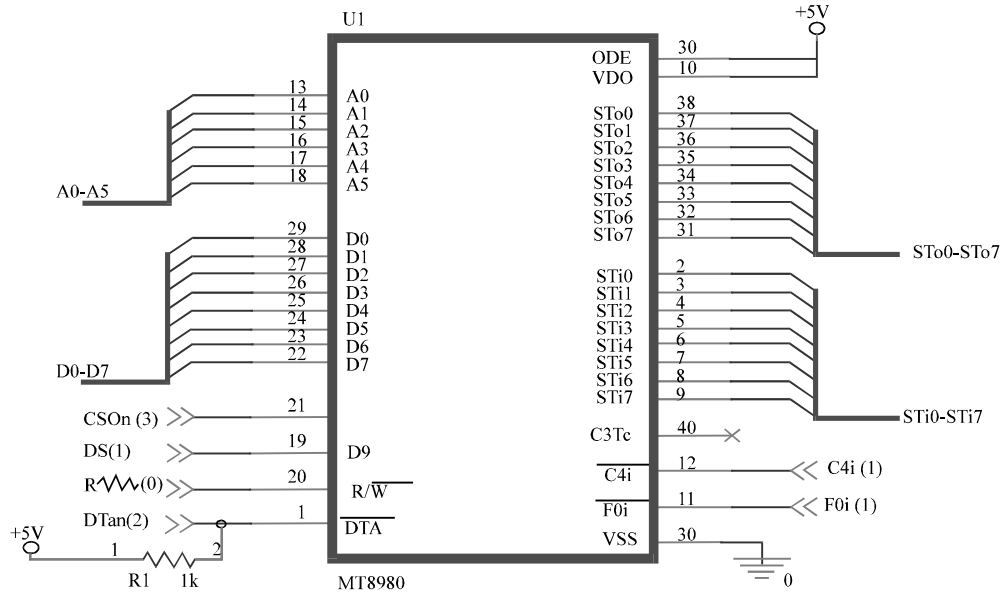 U1
+5V
ODE 30
VDO 10
13 A0
14 A1
15 A2
16 A3
17 A4
18 A5
A0-A5
STo0 38
STo1 37
STo2 36
STo3 35
STo4 34
STo5 33
STo6 32
STo7 31
STo0-STo7
29 D0
28 D1
27 D2
26 D3
25 D4
24 D5
23 D6
22 D7
D0-D7
STi0 2
STi1 3
STi2 4
STi3 5
STi4 6
STi5 7
STi6 8
STi7 9
STi0-STi7
CSOn (3) 21
DS(1) 19 D9
R (0) 20 R/W
DTan(2) 1 DTA
+5V
1 2
R1 1k
C3Tc 40
C4i 12 C4i (1)
F0i 11 F0i (1)
VSS 30
0
MT8980